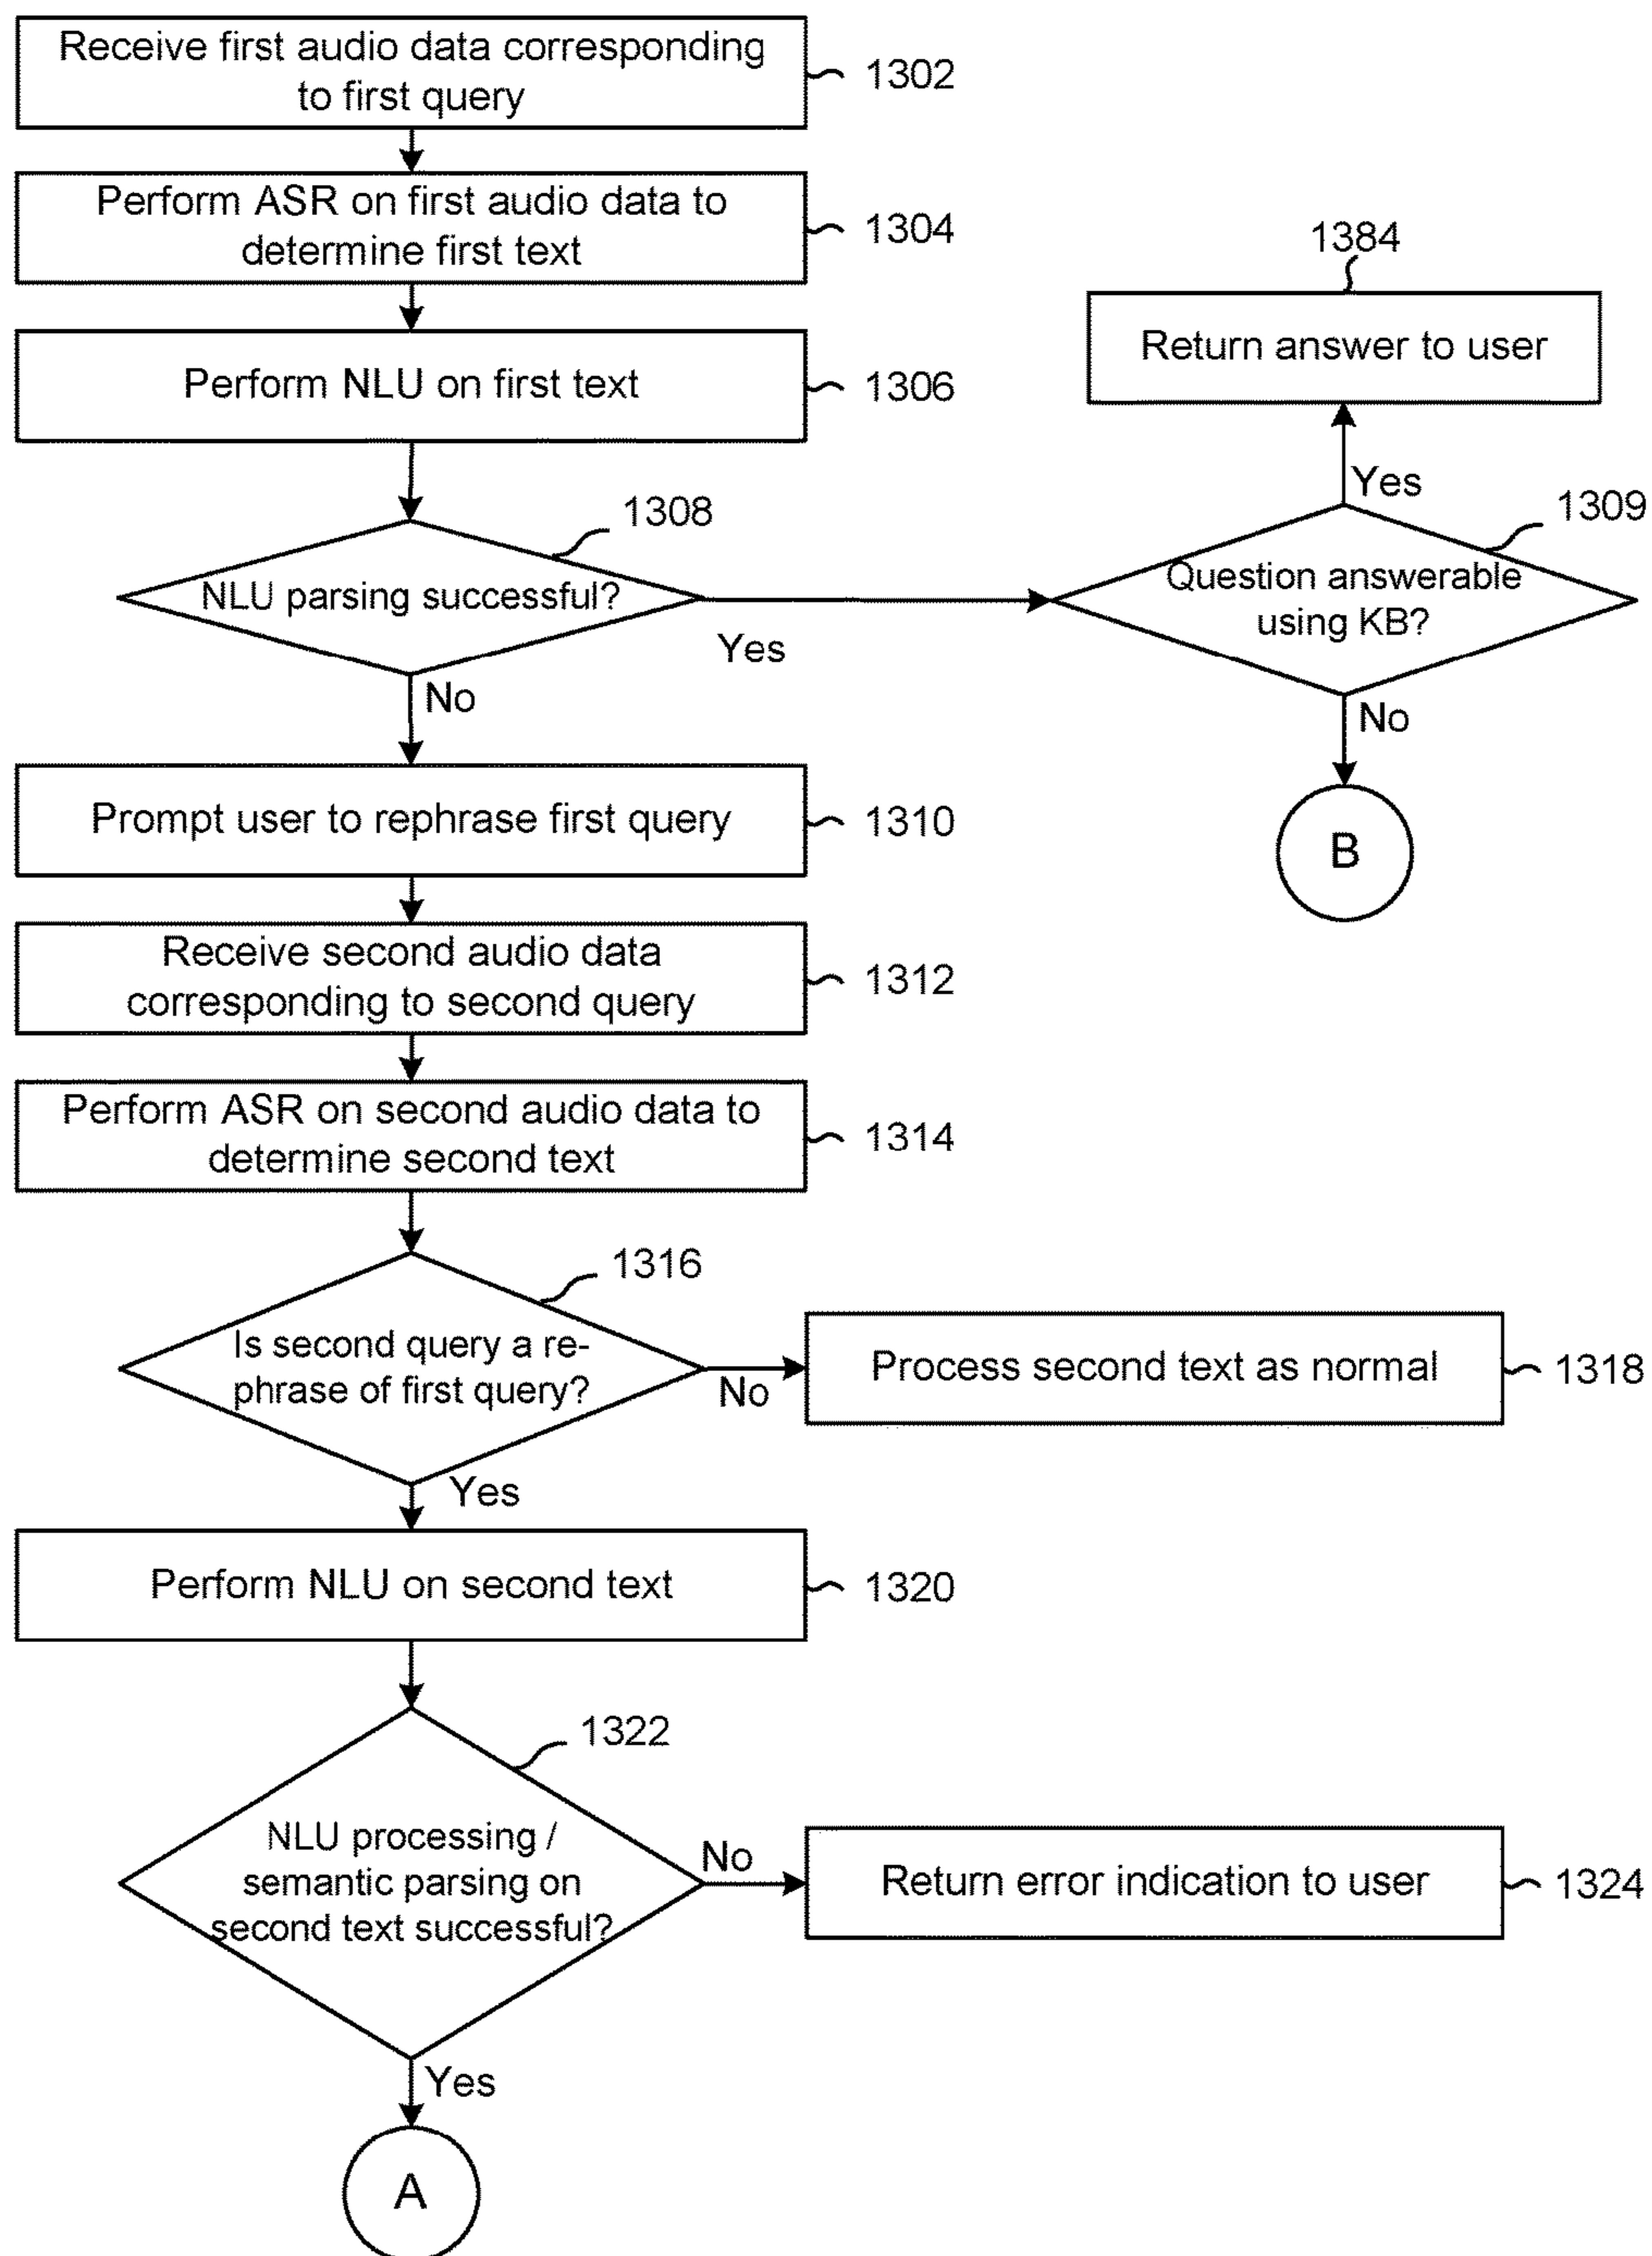 Receive first audio data corresponding
to first query
1302
Perform ASR on first audio data to
determine first text
1304
Perform NLU on first text
1306
1384
Return answer to user
Yes
1308
NLU parsing successful?
Yes
No
1309
Question answerable
using KB?
No
B
Prompt user to rephrase first query
1310
Receive second audio data
corresponding to second query
1312
Perform ASR on second audio data to
determine second text
1314
1316
Is second query a re-
phrase of first query?
No
Process second text as normal
1318
Yes
Perform NLU on second text
1320
1322
NLU processing /
semantic parsing on
second text successful?
No
Return error indication to user
1324
Yes
A